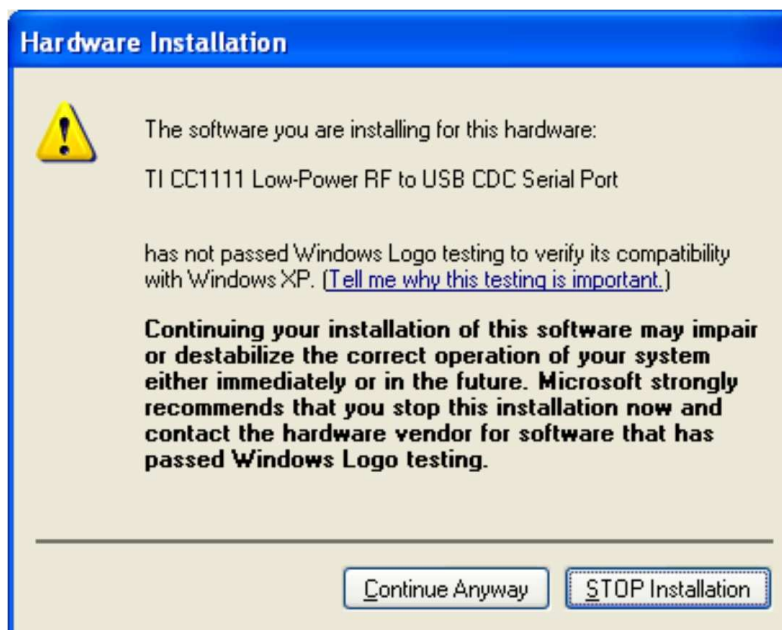 Hardware Installation
The software you are installing for this hardware:
TI CC1111 Low-Power RF to USB CDC Serial Port
has not passed Windows Logo testing to verify its compatibility
with Windows XP. (Tell me why this testing is important.)
Continuing your installation of this software may impair
or destabilize the correct operation of your system
either immediately or in the future. Microsoft strongly
recommends that you stop this installation now and
contact the hardware vendor for software that has
passed Windows Logo testing.
Continue Anyway
STOP Installation